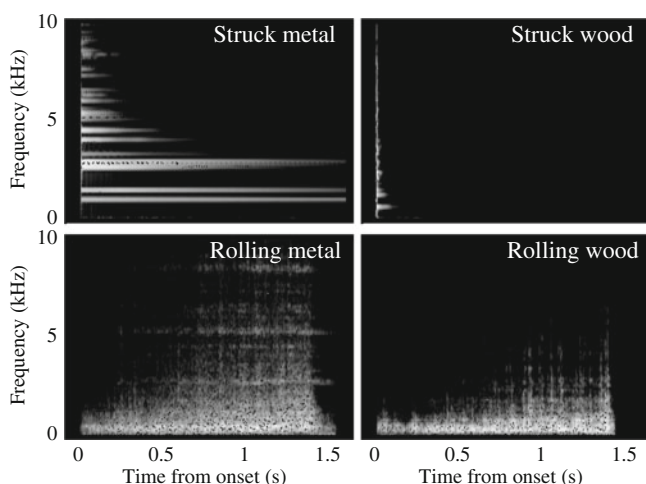 10
Struck metal
Struck wood
Frequency (kHz)
5
0
10
Rolling metal
Rolling wood
Frequency (kHz)
5
0
0 0.5 1 1.5 0 0.5 1 1.5
Time from onset (s) Time from onset (s)